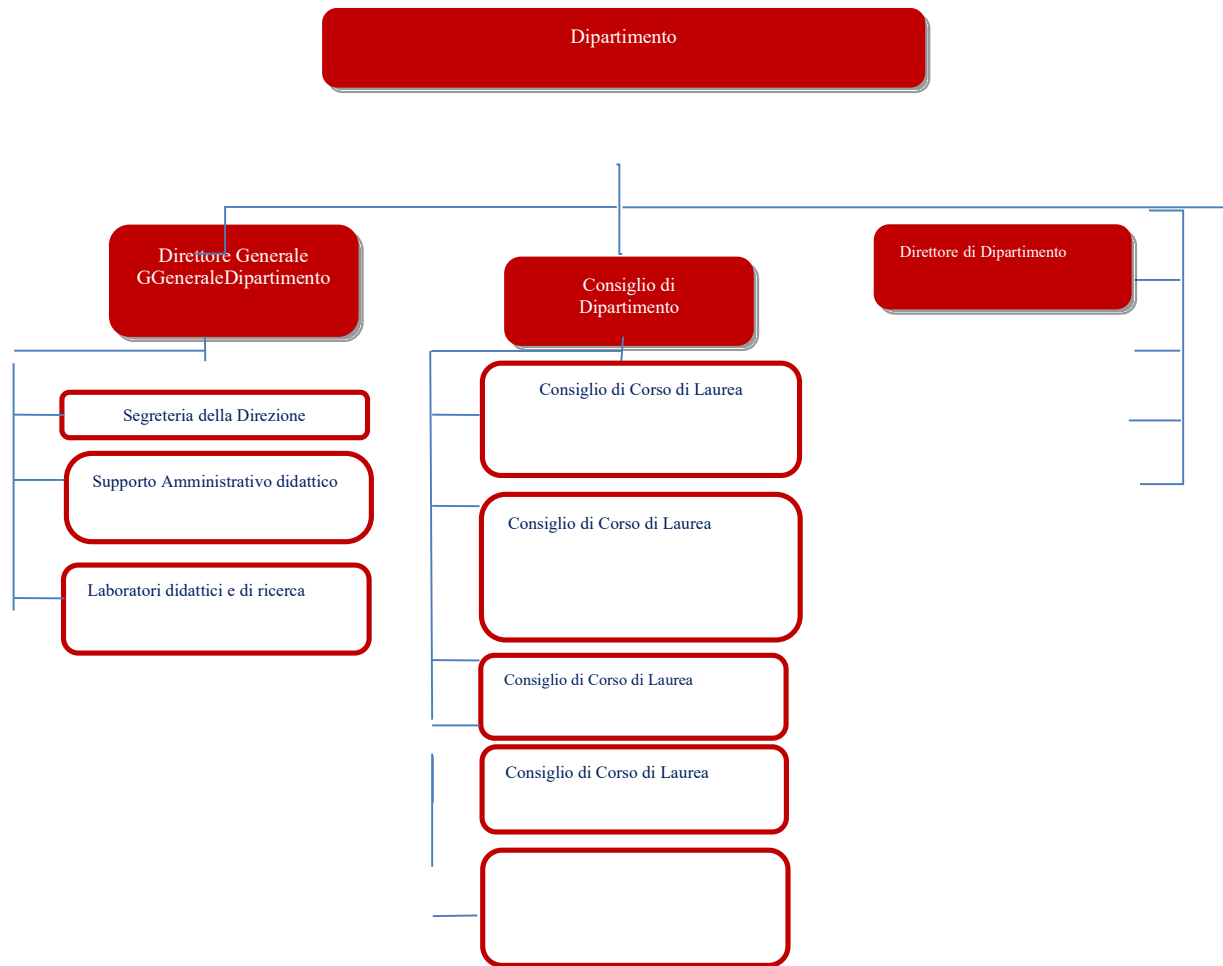 Dipartimento
Direttore Generale
GGeneraleDipartimento
Segreteria della Direzione
Supporto Amministrativo didattico
Laboratori didattici e di ricerca
Consiglio di
Dipartimento
Consiglio di Corso di Laurea
Consiglio di Corso di Laurea
Consiglio di Corso di Laurea
Consiglio di Corso di Laurea
Direttore di Dipartimento